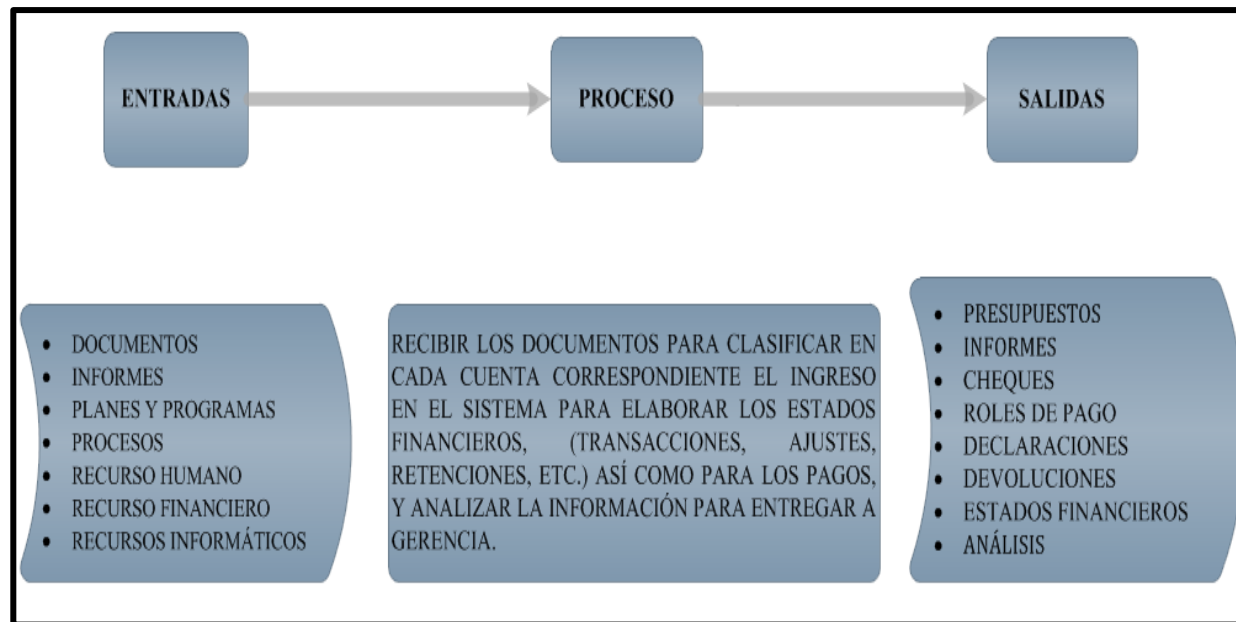 ENTRADAS
PROCESO
SALIDAS
• DOCUMENTOS
• INFORMES
• PLANES Y PROGRAMAS
• PROCESOS
• RECURSO HUMANO
• RECURSO FINANCIERO
• RECURSOS INFORMÁTICOS
RECIBIR LOS DOCUMENTOS PARA CLASIFICAR EN
CADA CUENTA CORRESPONDIENTE EL INGRESO
EN EL SISTEMA PARA ELABORAR LOS ESTADOS
FINANCIEROS, (TRANSACCIONES, AJUSTES,
RETENCIONES, ETC.) ASÍ COMO PARA LOS PAGOS,
Y ANALIZAR LA INFORMACIÓN PARA ENTREGAR A
GERENCIA.
• PRESUPUESTOS
• INFORMES
• CHEQUES
• ROLES DE PAGO
• DECLARACIONES
• DEVOLUCIONES
• ESTADOS FINANCIEROS
• ANÁLISIS